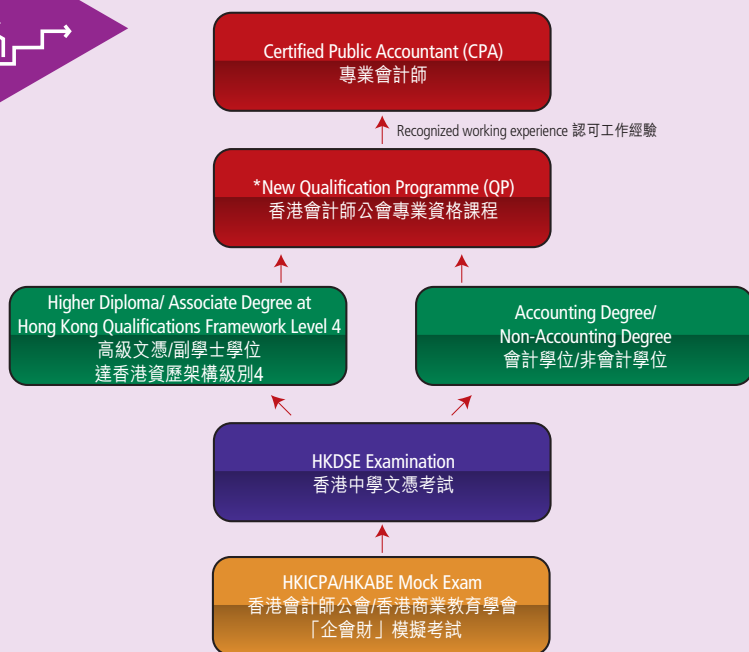 Certified Public Accountant (CPA)
專業會計師
Recognized working experience 認可工作經驗
*New Qualification Programme (QP)
香港會計師公會專業資格課程
Higher Diploma/ Associate Degree at
Hong Kong Qualifications Framework Level 4
高級文憑/副學士學位
達香港資歷架構級別4
Accounting Degree/
Non-Accounting Degree
會計學位/非會計學位
HKDSE Examination
香港中學文憑考試
HKICPA/HKABE Mock Exam
香港會計師公會/香港商業教育學會
「企會財」模擬考試